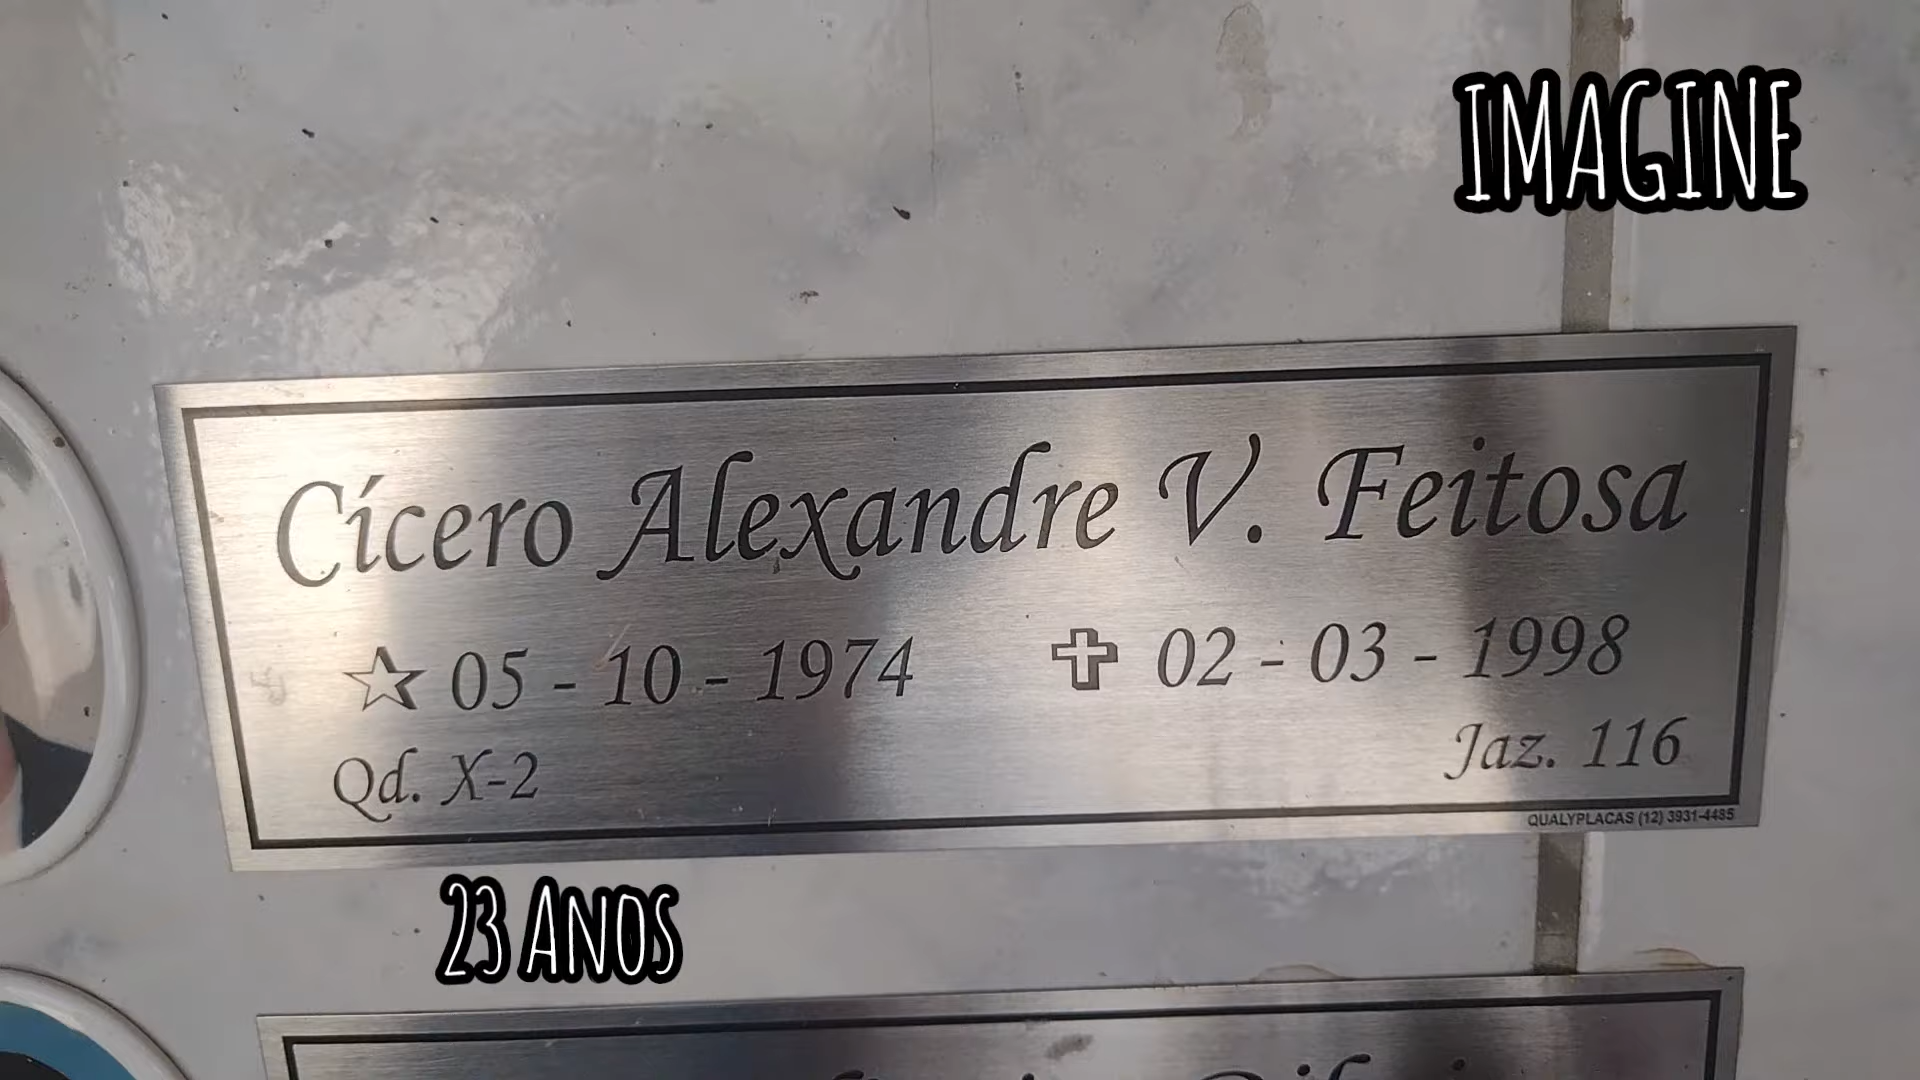 IMAGINE
Cícero Alexandre V. Feitosa
05 - 10 - 1974 02 - 03 - 1998
Qd. X-2 Jaz. 116
QUALYPLACAS (12) 3931-4485
23 ANOS